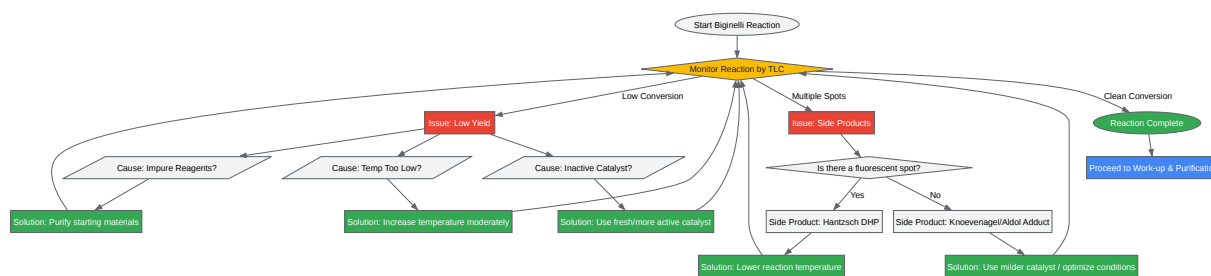 Start Biginelli Reaction
Monitor Reaction by TLC
Low Conversion
Multiple Spots
Clean Conversion
Issue: Low Yield
Issue: Side Products
Reaction Complete
Cause: Impure Reagents?
Cause: Temp Too Low?
Cause: Inactive Catalyst?
Is there a fluorescent spot?
Proceed to Work-up & Purificatio
Yes
No
Solution: Purify starting materials
Solution: Increase temperature moderately
Solution: Use fresh/more active catalyst
Side Product: Hantzsch DHP
Side Product: Knoevenagel/Aldol Adduct
Solution: Lower reaction temperature
Solution: Use milder catalyst / optimize conditions